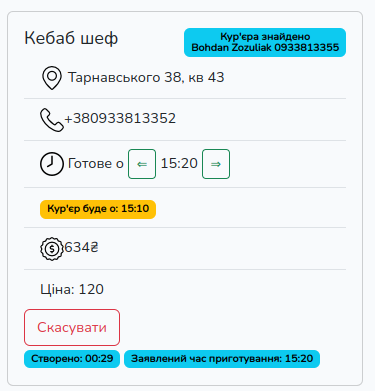 Кебаб шеф
Кур'єра знайдено
Bohdan Zozuliak 0933813355
Тарнавського 38, кв 43
+380933813352
Готове о ⇐ 15:20 ⇒
Кур'єр буде о: 15:10
634₴
Ціна: 120
Скасувати
Створено: 00:29 Заявлений час приготування: 15:20